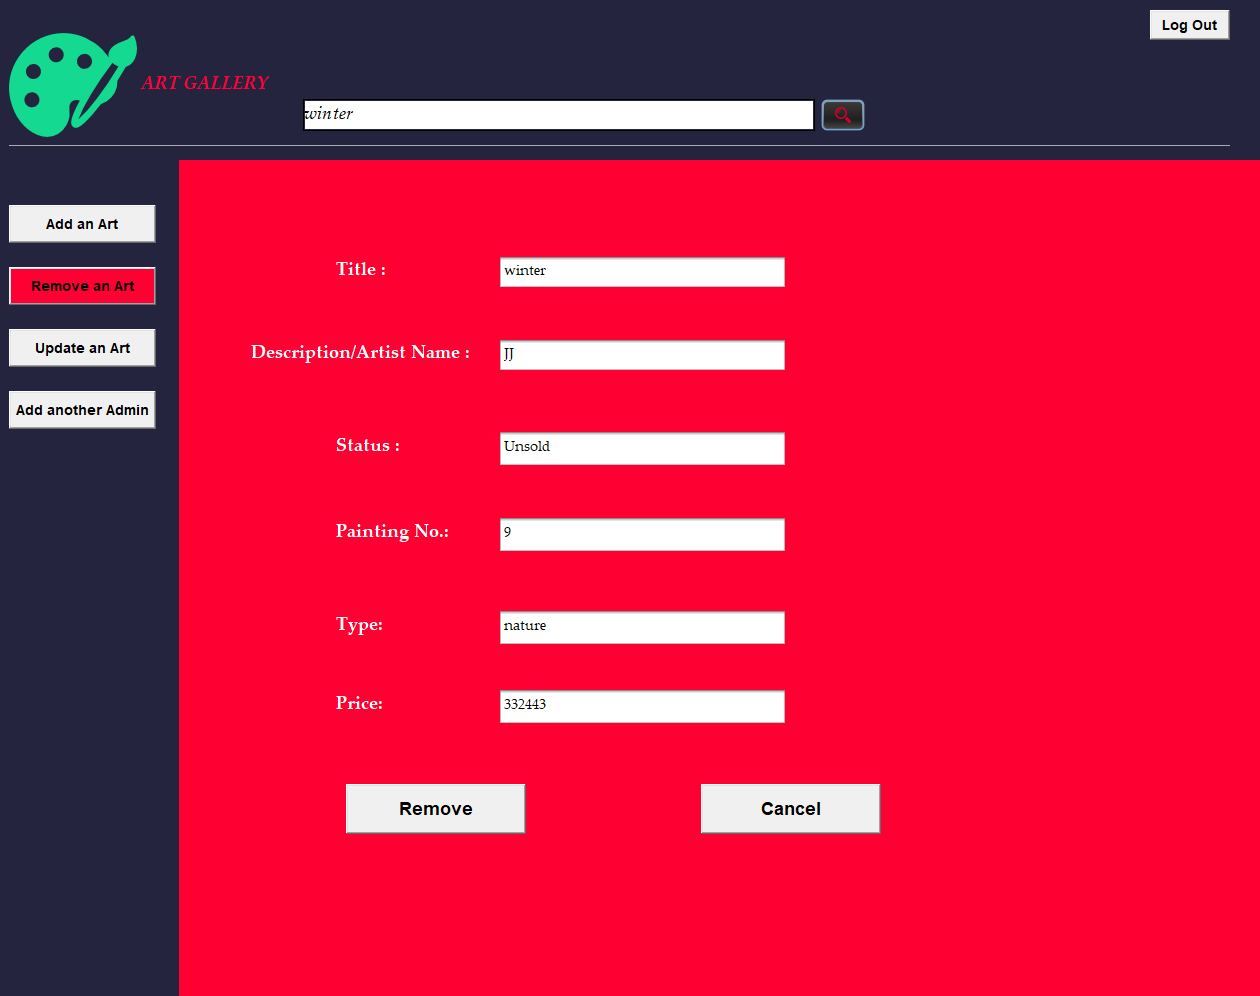 Log Out
ART GALLERY
winter
Add an Art
Remove an Art
Update an Art
Add another Admin
Title : winter
Description/Artist Name : JJ
Status : Unsold
Painting No.: 9
Type: nature
Price: 332443
Remove Cancel